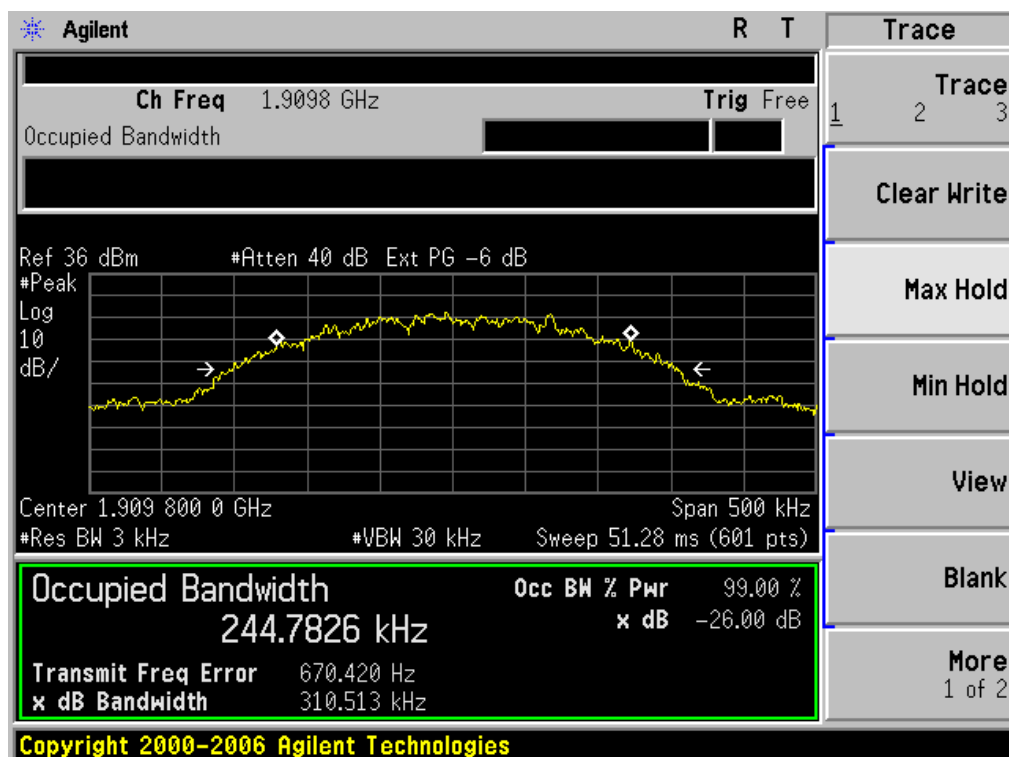 Agilent R T Trace
Ch Freq 1.9098 GHz Trig Free
Occupied Bandwidth
Trace
1 2 3
Clear Write
Max Hold
Min Hold
View
Blank
More
1 of 2
Ref 36 dBm #Atten 40 dB Ext PG -6 dB
#Peak
Log
10
dB/
Center 1.909 800 0 GHz Span 500 kHz
#Res BW 3 kHz #VBW 30 kHz Sweep 51.28 ms (601 pts)
Occupied Bandwidth Occ BW % Pwr 99.00 %
244.7826 kHz x dB -26.00 dB
Transmit Freq Error 670.420 Hz
x dB Bandwidth 310.513 kHz
Copyright 2000-2006 Agilent Technologies